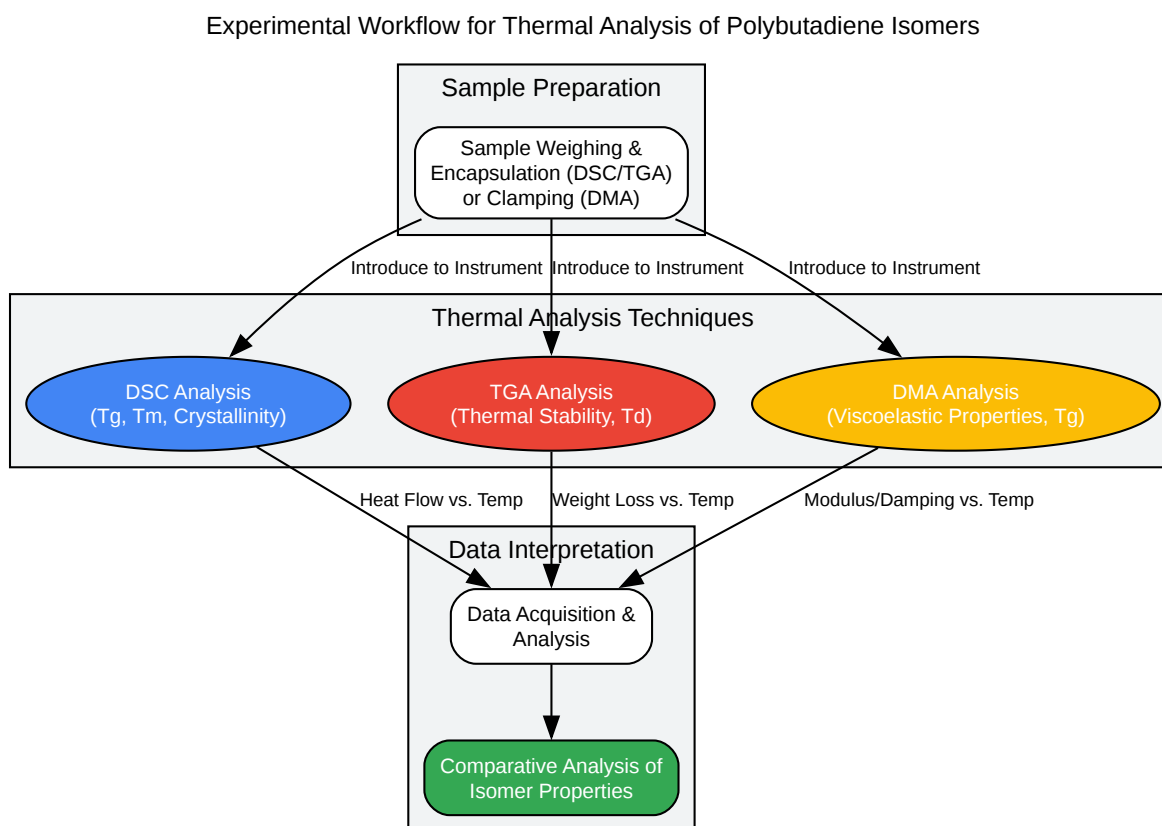 Experimental Workflow for Thermal Analysis of Polybutadiene Isomers
Sample Preparation
Sample Weighing &
Encapsulation (DSC/TGA)
or Clamping (DMA)
Introduce to Instrument
Introduce to Instrument
Introduce to Instrument
Thermal Analysis Techniques
DSC Analysis
(Tg, Tm, Crystallinity)
TGA Analysis
(Thermal Stability, Td)
DMA Analysis
(Viscoelastic Properties, Tg)
Heat Flow vs. Temp
Weight Loss vs. Temp
Modulus/Damping vs. Temp
Data Interpretation
Data Acquisition &
Analysis
Comparative Analysis of
Isomer Properties